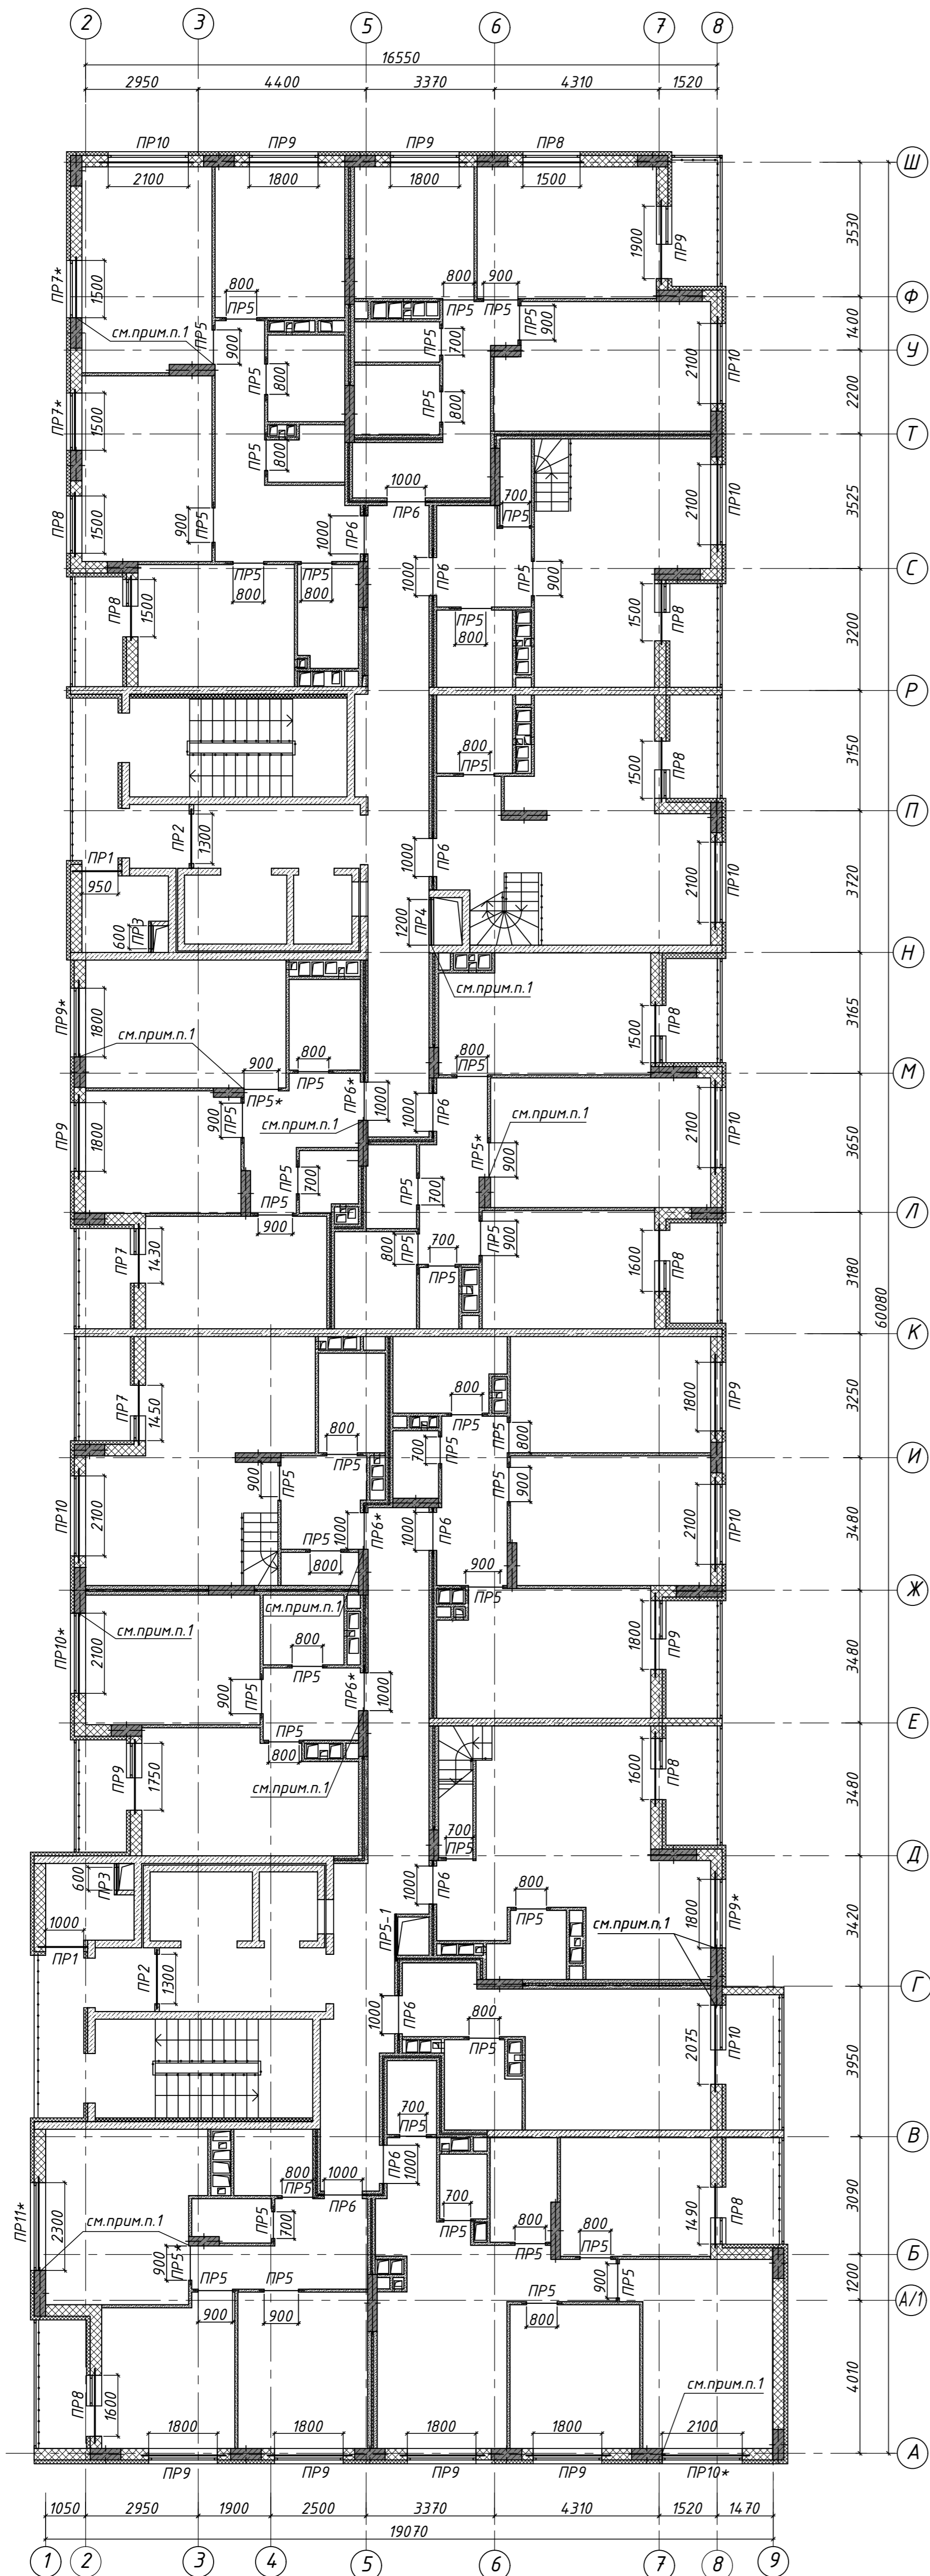 2 3 5 6 7 8
16550
2950 4400 3370 4310 1520
ПР10 ПР9 ПР9 ПР8
Ш
2100 1800 1800 1500
1900 ПР9 3530
800 800 900
ПР7* 1500 ПР5 ПР5 ПР5
Ф
см.прим.п.1 ПР5 900 ПР5 700 ПР5 900 2100 ПР10 1400
У
ПР5 800 ПР5 800 2200
ПР7* 1500
Т
ПР5 800
1000 700 2100 ПР10 3525
ПР8 1500 900 ПР5 1000 ПР6 ПР6 ПР5
С
ПР5 ПР5 1000 ПР6 ПР5 900
800 800
ПР8 1500 ПР5 1500 ПР8 3200
800
Р
800 1500 ПР8 3150
ПР5
П
ПР2 1300
ПР1 1000 ПР6 2100 ПР10 3720
950
600 ПР3 1200 ПР4
Н
см.прим.п.1
ПР9* 1800 1500 ПР8 3165
см.прим.п.1
900 800 800
ПР5 ПР5
М
ПР5* ПР6* 1000
ПР9 1800 900 ПР5 см.прим.п.1 1000 ПР6 см.прим.п.1 2100 ПР10 3650
ПР5* 900
ПР5 700 ПР5 700
ПР5
Л
900
ПР7 1430 800 ПР5 700 ПР5 900 1600 ПР8 3180
ПР5
60080
К
800 1800 ПР9 3250
ПР7 1450 800 ПР5 ПР5 800
700 ПР5
ПР5
И
900 ПР5 ПР5 900
ПР10 2100 1000 ПР6* 1000 ПР6 2100 ПР10 3480
ПР5
800 900
ПР5
Ж
см.прим.п.1
см.прим.п.1
ПР10* 2100 800 1800 ПР9 3480
ПР5
900 ПР5 ПР6* 1000
ПР5
Е
800
ПР9 1750 см.прим.п.1 1600 ПР8 3480
700
ПР5
Д
600 ПР3 1000 ПР6 800 1800 ПР9* 3420
1000 ПР5 см.прим.п.1
ПР5-1
ПР1 ПР2 1300
Г
1000 ПР6 800 2075 ПР10 3950
ПР5
700
ПР5
В
800 1000 ПР6 1000
ПР5 ПР6
ПР11* 2300 см.прим.п.1 ПР5 700 700 1490 ПР8 3090
ПР5 800 800
900 ПР5* ПР5 ПР5
Б
ПР5 ПР5 900 ПР5 1200
ПР5
А/1
900 900 800
ПР8 1600 см.прим.п.1 4010
1800 1800 1800 1800 2100
А
ПР9 ПР9 ПР9 ПР9 ПР10*
1050 2950 1900 2500 3370 4310 1520 1470
19070
1 2 3 4 5 6 7 8 9